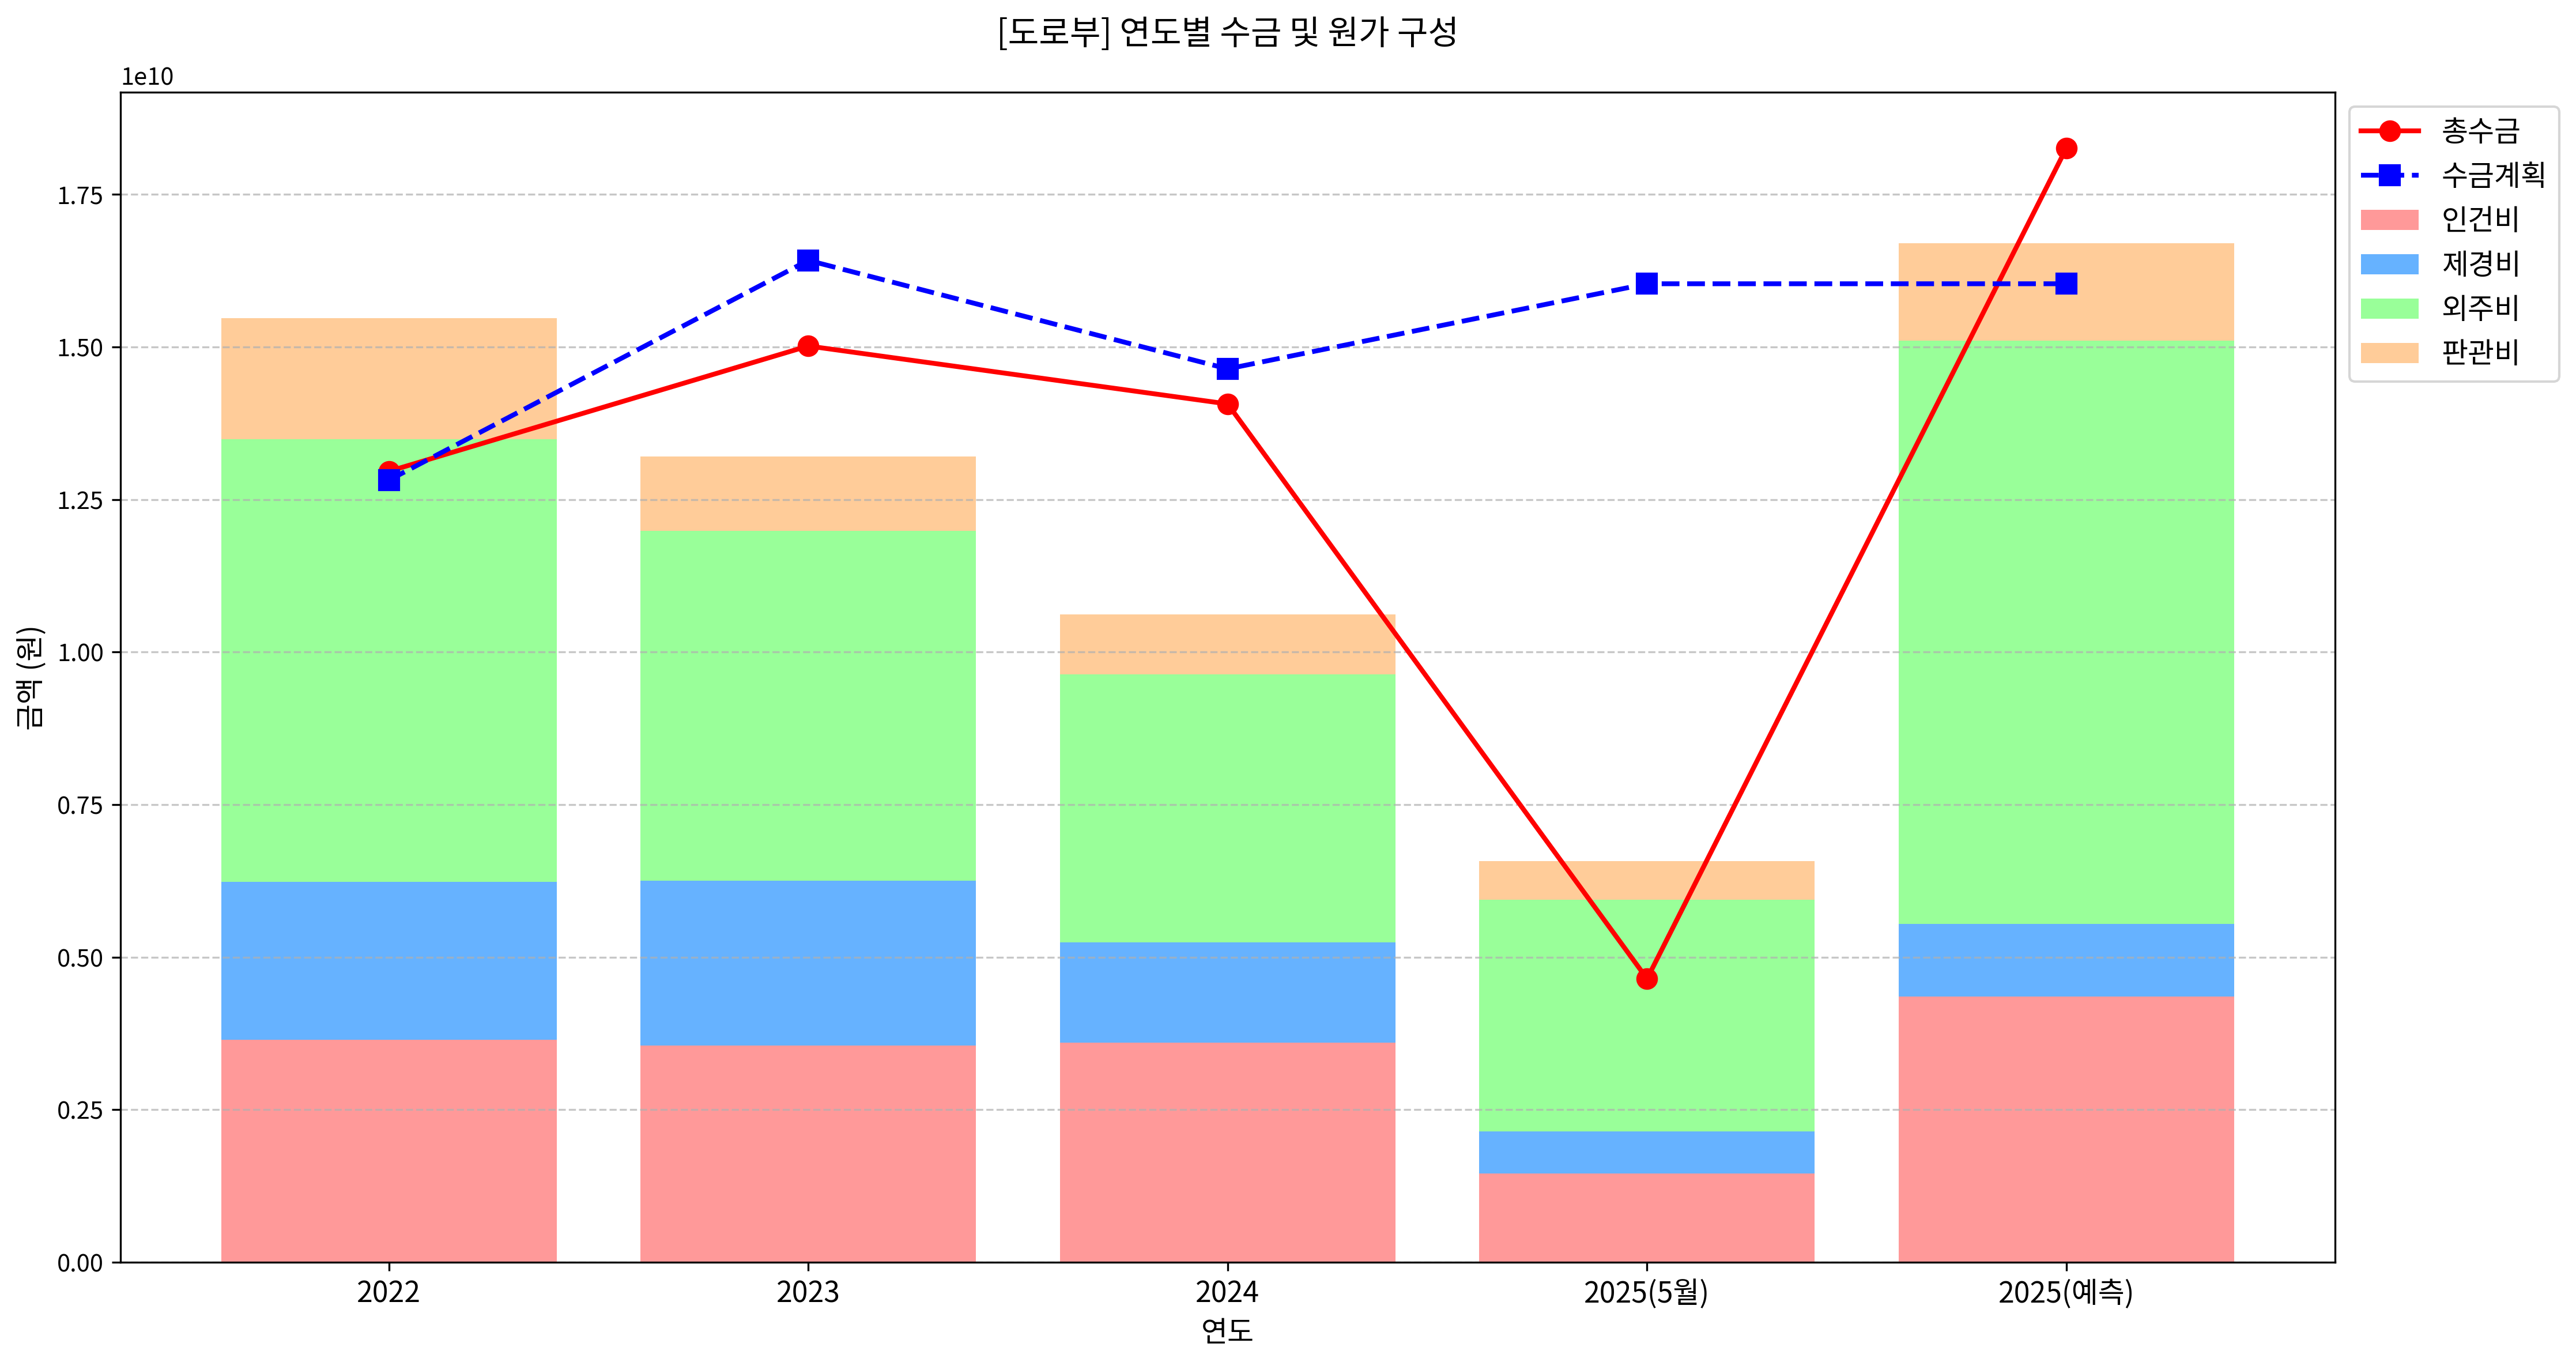 [도로부] 연도별 수금 및 원가 구성
1e10
총수금
수금계획
인건비
제경비
외주비
판관비
금액 (원)
1.75
1.50
1.25
1.00
0.75
0.50
0.25
0.00
2022
2023
2024
2025(5월)
2025(예측)
연도